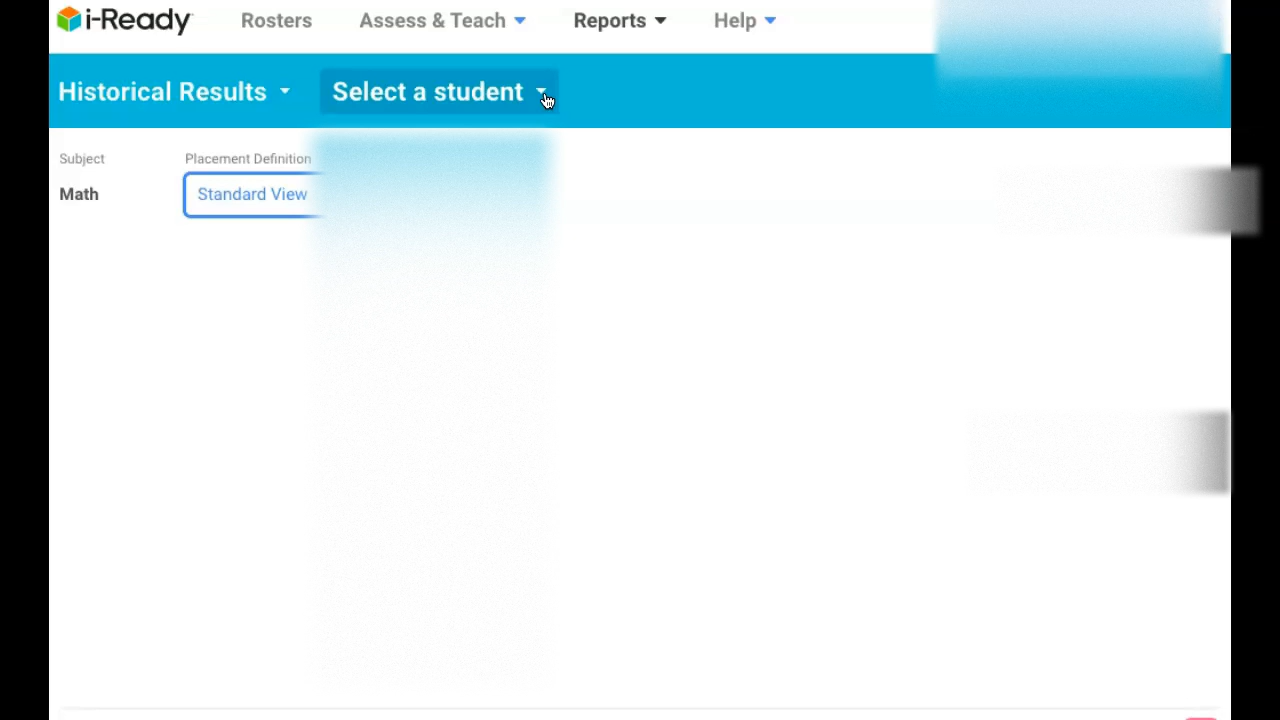 i-Ready Rosters Assess & Teach Reports Help
Historical Results Select a student
Subject Placement Definition
Math Standard View